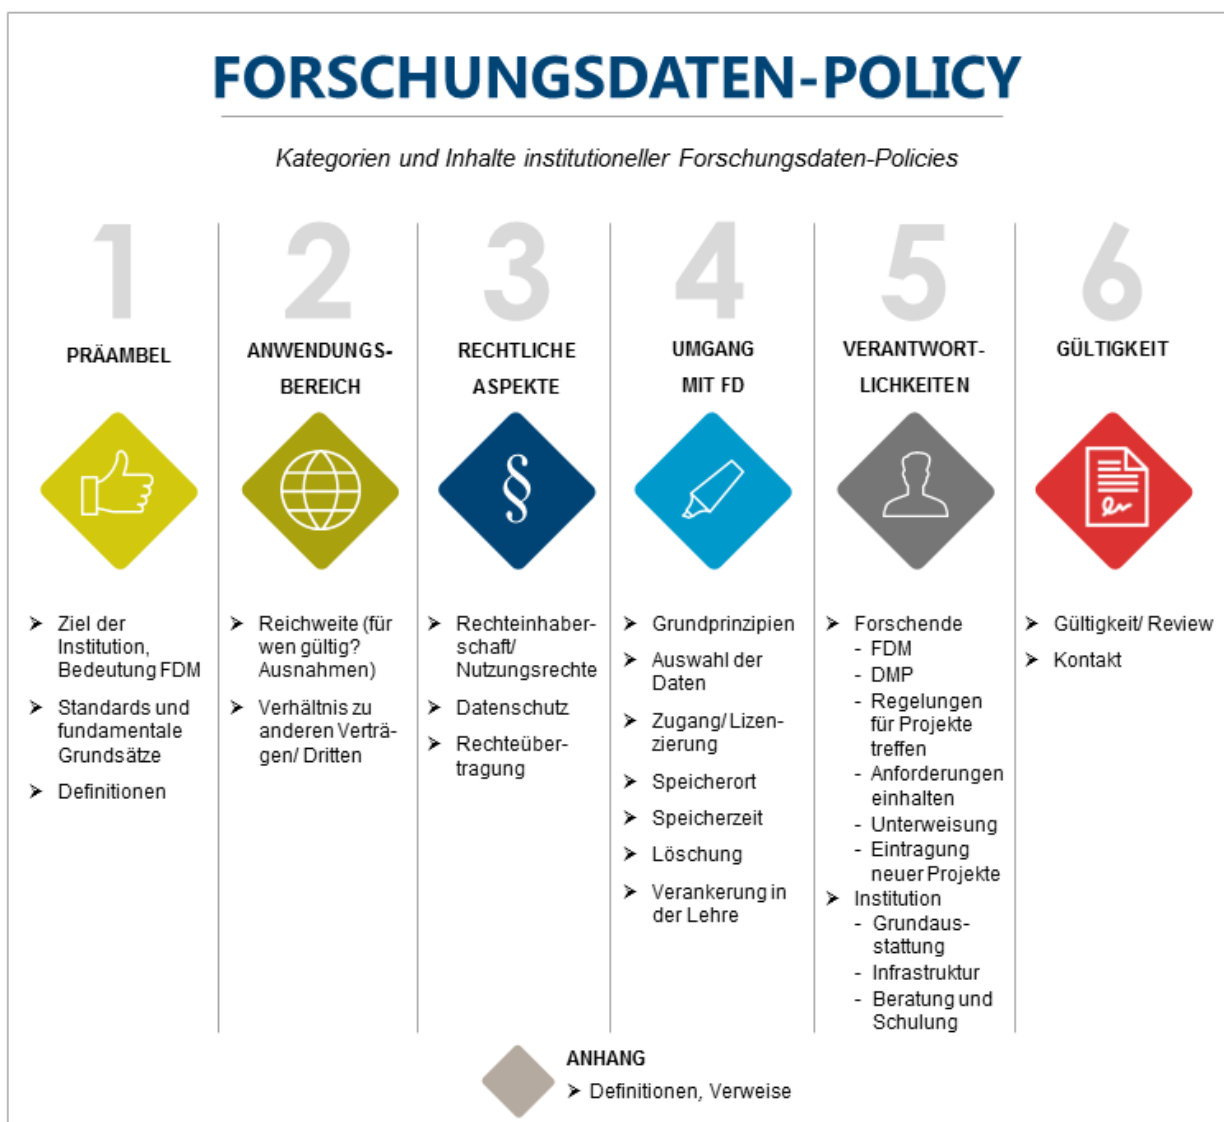 FORSCHUNGSDATEN-POLICY
Kategorien und Inhalte institutioneller Forschungsdaten-Policies
1
PRÄAMBEL
➤ Ziel der
Institution,
Bedeutung FDM
➤ Standards und
fundamentale
Grundsätze
➤ Definitionen
2
ANWENDUNGS-
BEREICH
➤ Reichweite (für
wen gültig?
Ausnahmen)
➤ Verhältnis zu
anderen Verträ-
gen/ Dritten
3
RECHTLICHE
ASPEKTE
§
➤ Rechteinhaber-
schaft/
Nutzungsrechte
➤ Datenschutz
➤ Rechteüber-
tragung
4
UMGANG
MIT FD
➤ Grundprinzipien
➤ Auswahl der
Daten
➤ Zugang/ Lizen-
zierung
➤ Speicherort
➤ Speicherzeit
➤ Löschung
➤ Verankerung in
der Lehre
5
VERANTWORT-
LICHKEITEN
➤ Forschende
- FDM
- DMP
- Regelungen
für Projekte
treffen
- Anforderungen
einhalten
- Unterweisung
- Eintragung
neuer Projekte
➤ Institution
- Grundaus-
stattung
- Infrastruktur
- Beratung und
Schulung
6
GÜLTIGKEIT
➤ Gültigkeit/ Review
➤ Kontakt
ANHANG
➤ Definitionen, Verweise